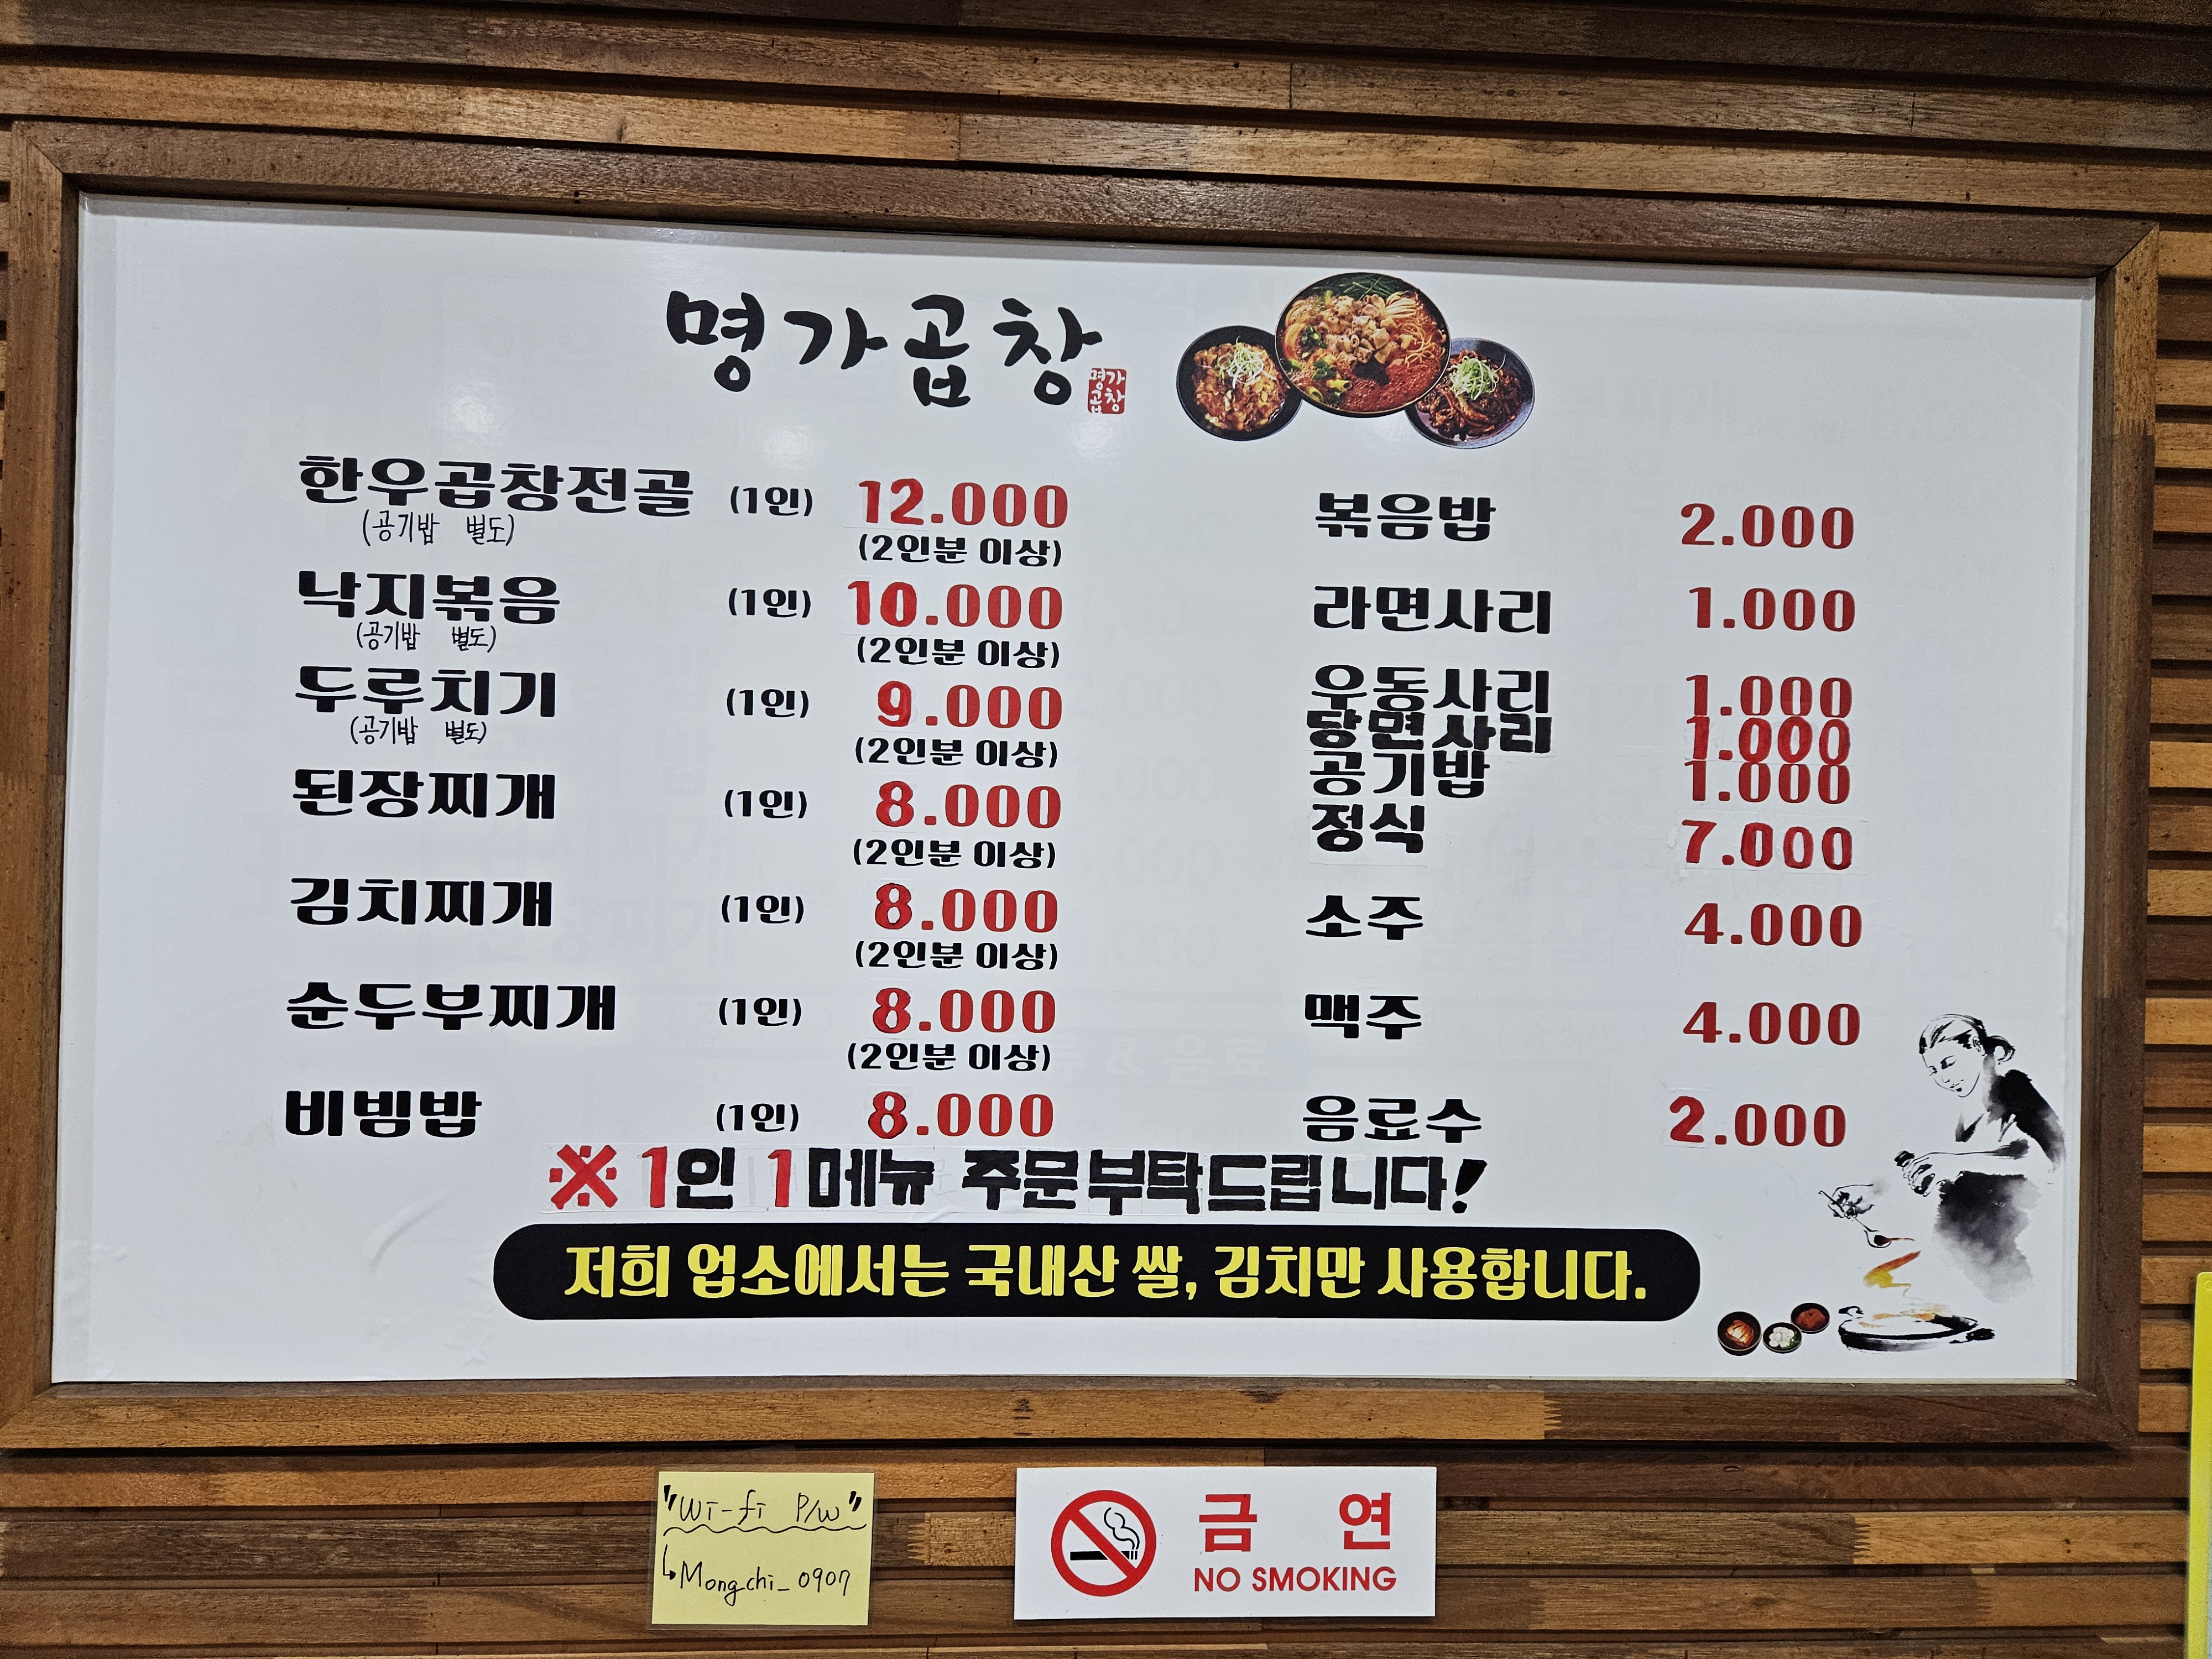 명가곱창
명가
곱창
한우곱창전골 (1인) 12.000
(공기밥 별도)
(2인분 이상)
낙지볶음 (1인) 10.000
(공기밥 별도)
(2인분 이상)
두루치기 (1인) 9.000
(공기밥 별도)
(2인분 이상)
된장찌개 (1인) 8.000
(2인분 이상)
김치찌개 (1인) 8.000
(2인분 이상)
순두부찌개 (1인) 8.000
(2인분 이상)
비빔밥 (1인) 8.000
볶음밥 2.000
라면사리 1.000
우동사리 1.000
당면사리 1.000
공기밥 1.000
정식 7.000
소주 4.000
맥주 4.000
음료수 2.000
※ 1인 1메뉴 주문부탁드립니다!
저희 업소에서는 국내산 쌀, 김치만 사용합니다.
"Wi-fi P/w"
↳Mongchi_0907
금 연
NO SMOKING